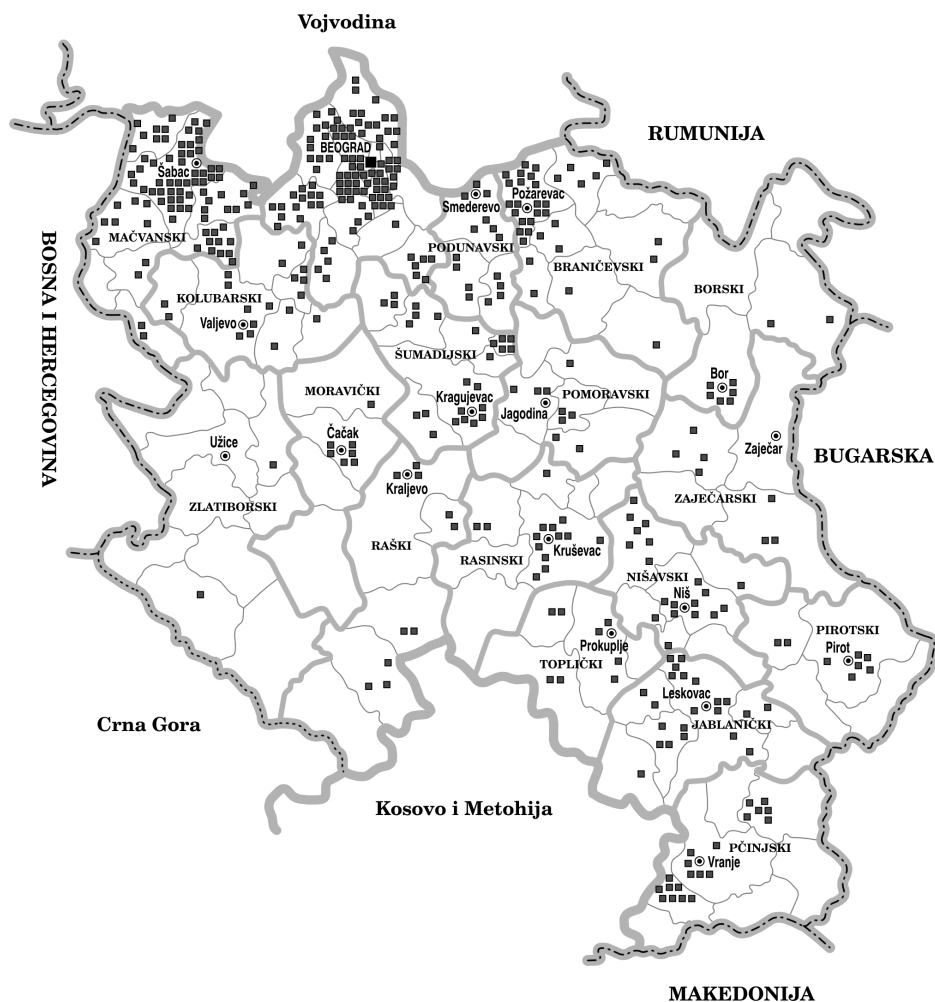 Vojvodina
RUMUNIJA
BEOGRAD
Šabac
Smederevo
Požarevac
MAČVANSKI
PODUNAVSKI
BRANIČEVSKI
BORSKI
BOSNA I HERCEGOVINA
KOLUBARSKI
Valjevo
ŠUMADIJSKI
MORAVIČKI
Kragujevac
Jagodina
POMORAVSKI
Bor
Užice
Čačak
Zaječar
BUGARSKA
Kraljevo
ZLATIBORSKI
ZAJEČARSKI
RAŠKI
RASINSKI
Kruševac
NIŠAVSKI
Niš
Prokuplje
TOPLIČKI
PIROTSKI
Pirot
Leskovac
JABLANIČKI
Crna Gora
Kosovo i Metohija
PČINJSKI
Vranje
MAKEDONIJA